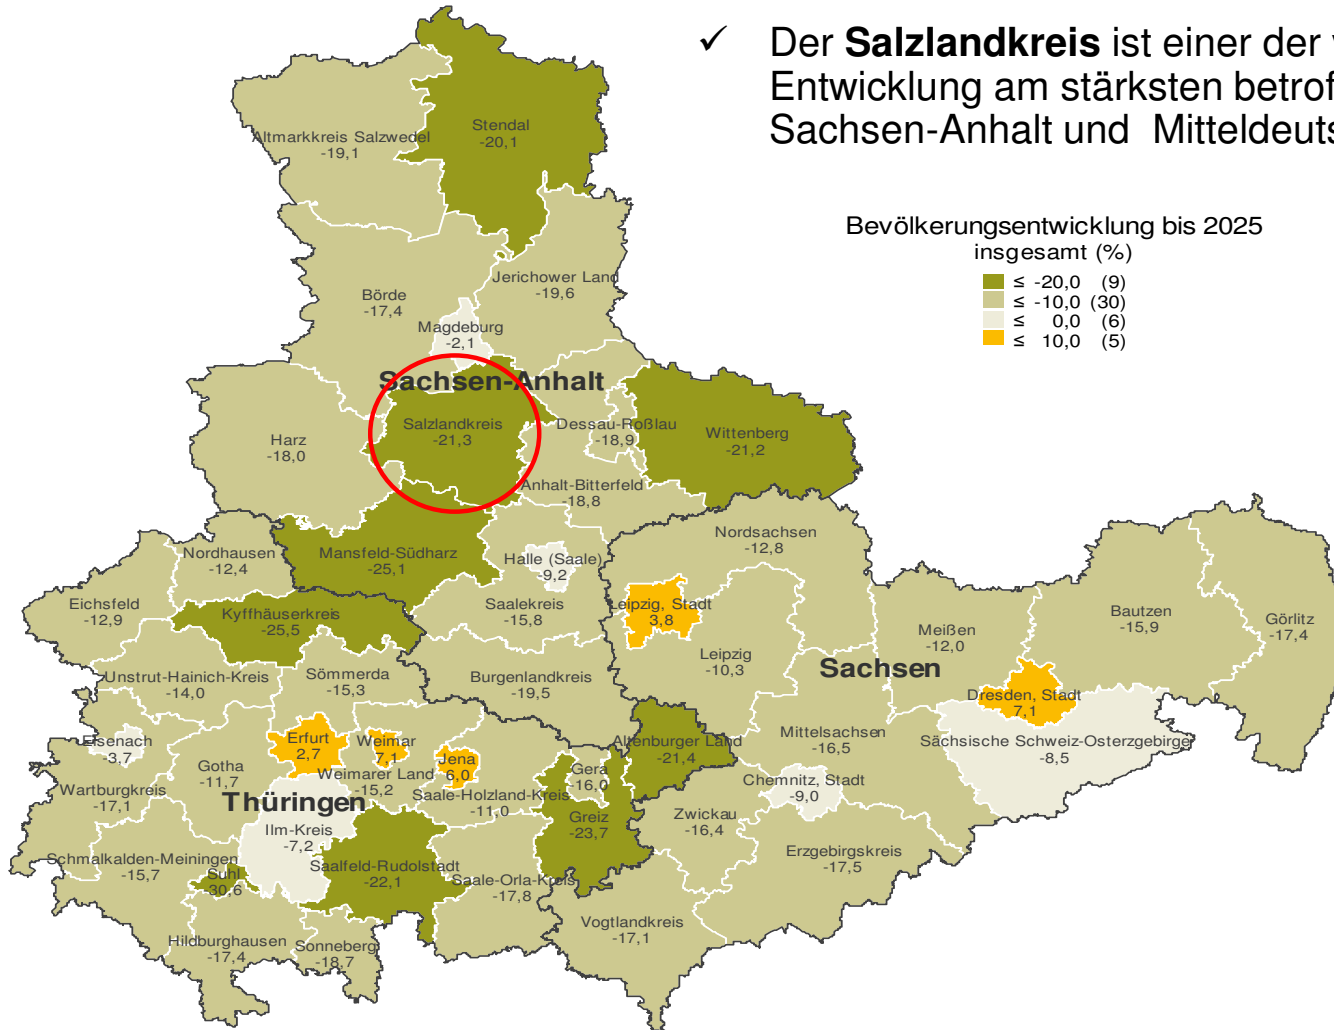 ✓ Der Salzlandkreis ist einer der
Entwicklung am stärksten
Sachsen-Anhalt und
Bevölkerungsentwicklung bis 2025
insgesamt (%)
≤ -20,0 (9)
≤ -10,0 (30)
≤ 0,0 (6)
≤ 10,0 (5)
Stendal
-20,1
Altmarkkreis Salzwedel
-19,1
Jerichower Land
-19,6
Börde
-17,4
Magdeburg
-2,1
Sachsen-Anhalt
Salzlandkreis
-21,3
Dessau-Roßlau
-18,9
Wittenberg
-21,2
Harz
-18,0
Anhalt-Bitterfeld
-18,8
Nordsachsen
-12,8
Nordhausen
-12,4
Mansfeld-Südharz
-25,1
Halle (Saale)
-9,2
Eichsfeld
-12,9
Kyffhäuserkreis
-25,5
Saalekreis
-15,8
Leipzig, Stadt
3,8
Bautzen
-15,9
Görlitz
-17,4
Meißen
-12,0
Leipzig
-10,3
Sachsen
Unstrut-Hainich-Kreis
-14,0
Sömmerda
-15,3
Burgenlandkreis
-19,5
Dresden, Stadt
7,1
Eisenach
-3,7
Erfurt
2,7
Weimar
7,1
Jena
6,0
Altenburger Land
-21,4
Mittelsachsen
-16,5
Sächsische Schweiz-Osterzgebirge
-8,5
Gotha
-11,7
Weimarer Land
-15,2
Gera
-16,0
Chemnitz, Stadt
-9,0
Wartburgkreis
-17,1
Thüringen
Saale-Holzland-Kreis
-11,0
Greiz
-23,7
Zwickau
-16,4
Ilm-Kreis
-7,2
Erzgebirgskreis
-17,5
Schmalkalden-Meiningen
-15,7
Suhl
-30,6
Saalfeld-Rudolstadt
-22,1
Saale-Orla-Kreis
-17,8
Vogtlandkreis
-17,1
Hildburghausen
-17,4
Sonneberg
-18,7